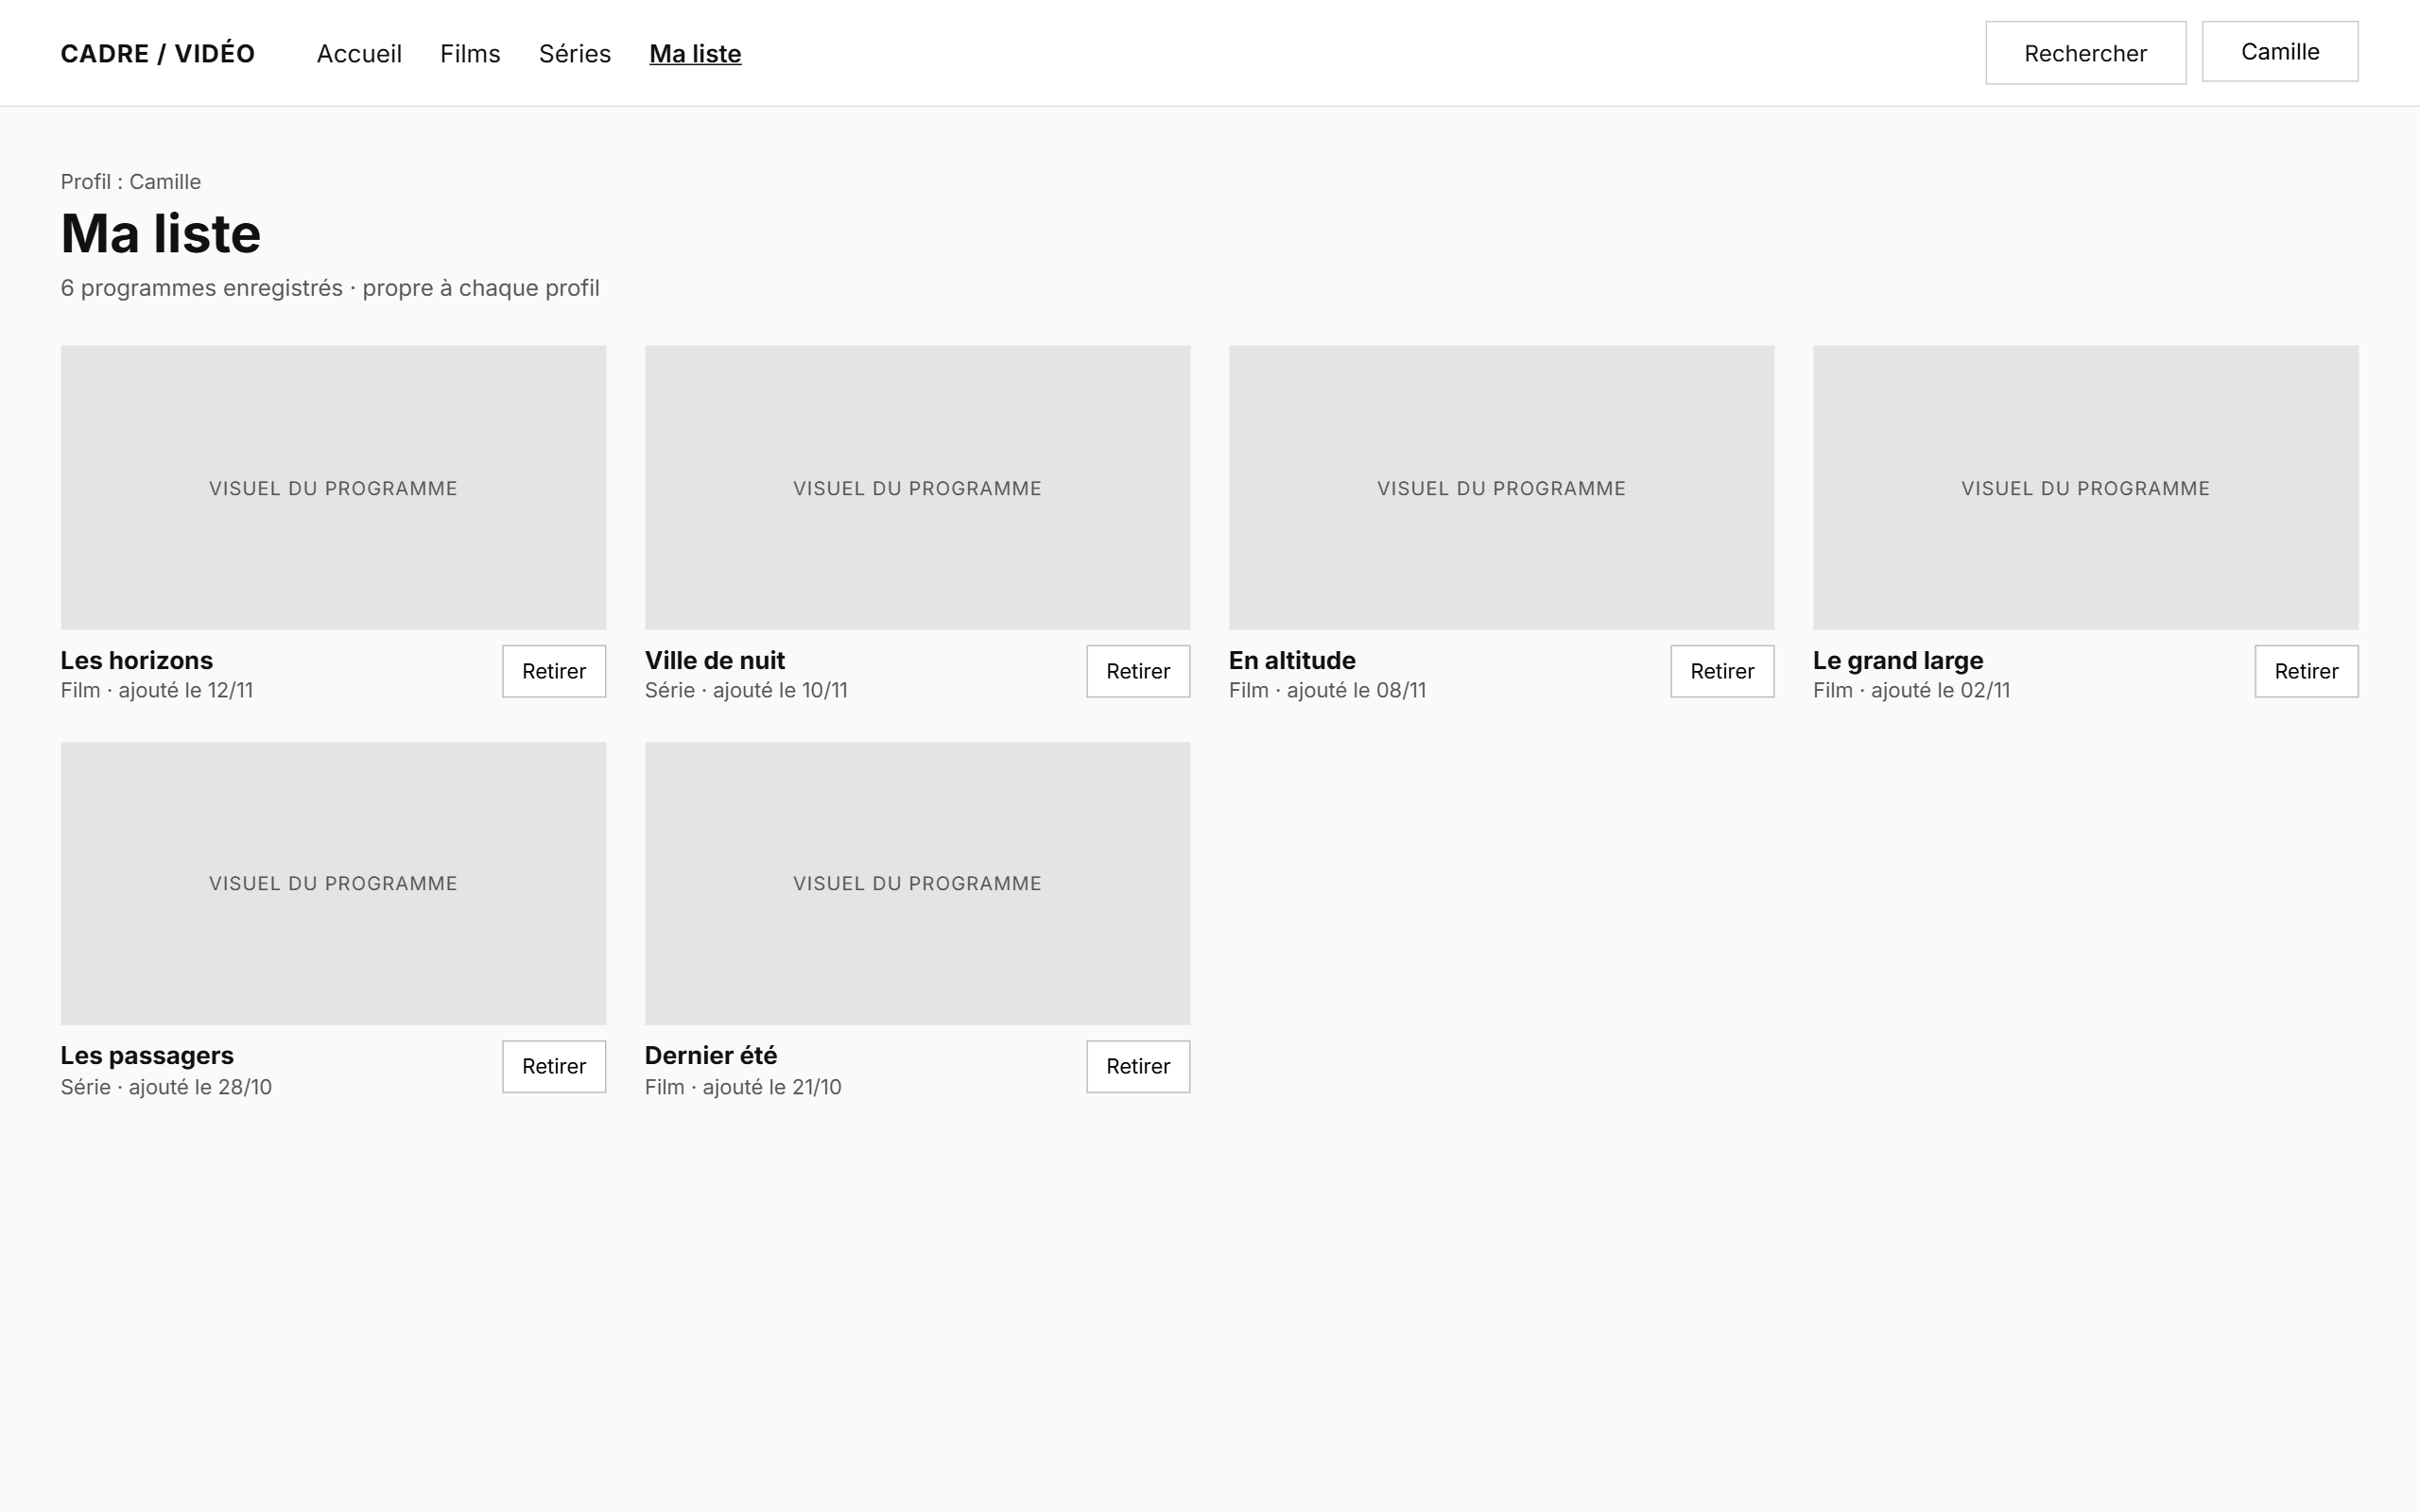 CADRE / VIDÉO Accueil Films Séries Ma liste Rechercher Camille
Profil : Camille
Ma liste
6 programmes enregistrés · propre à chaque profil
VISUEL DU PROGRAMME VISUEL DU PROGRAMME VISUEL DU PROGRAMME VISUEL DU PROGRAMME
Les horizons Retirer Ville de nuit Retirer En altitude Retirer Le grand large Retirer
Film · ajouté le 12/11 Série · ajouté le 10/11 Film · ajouté le 08/11 Film · ajouté le 02/11
VISUEL DU PROGRAMME VISUEL DU PROGRAMME
Les passagers Retirer Dernier été Retirer
Série · ajouté le 28/10 Film · ajouté le 21/10